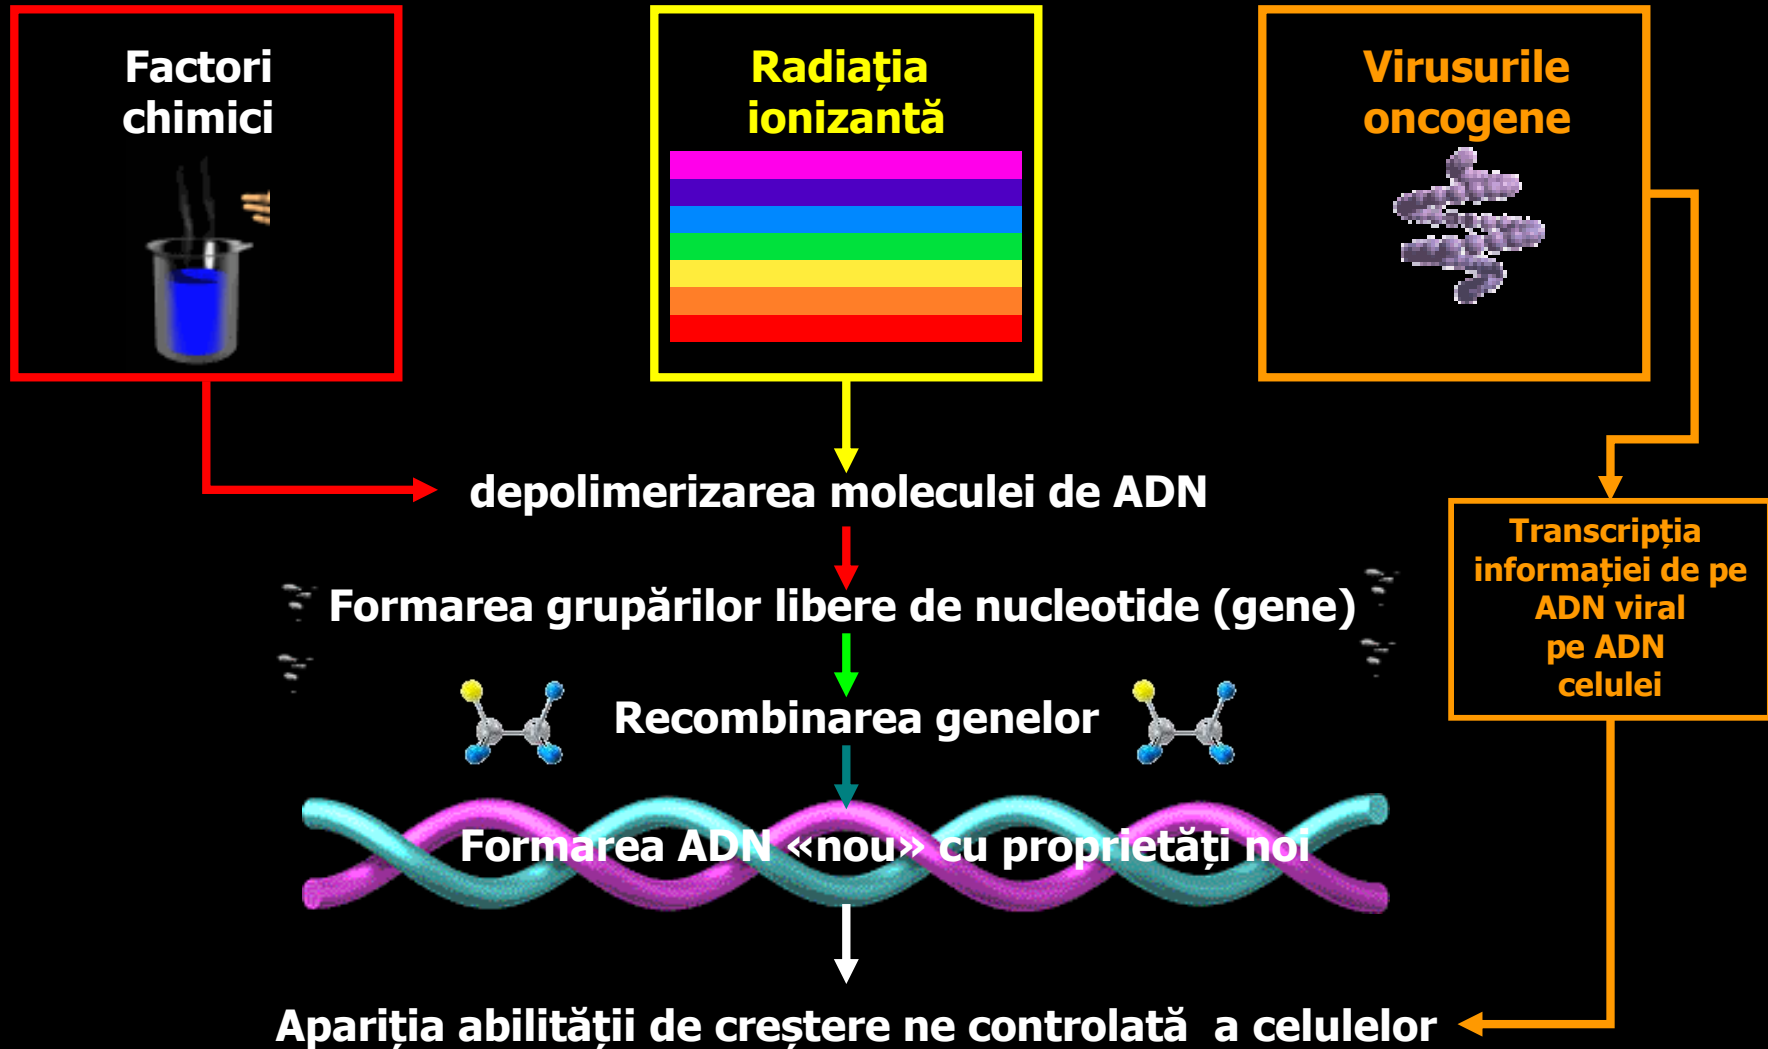 Factori
chimici
Radiația
ionizantă
Virusurile
oncogene
depolimerizarea moleculei de ADN
Formarea grupărilor libere de nucleotide (gene)
Recombinarea genelor
Formarea ADN «nou» cu proprietăți noi
Transcripția
informației de pe
ADN viral
pe ADN
celulei
Apariția abilității de creștere ne controlată a celulelor